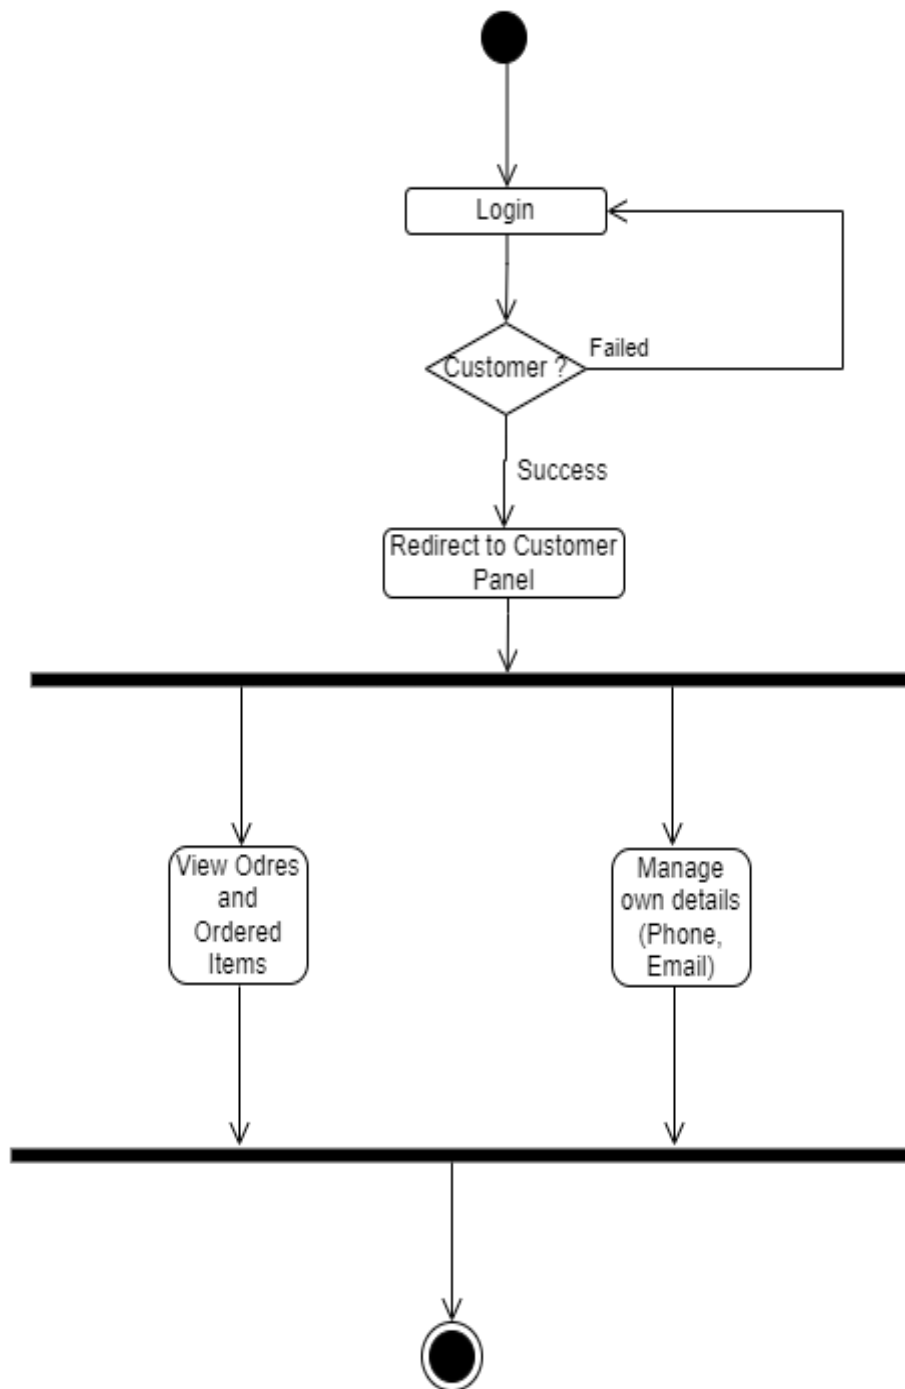 Login
Customer ?
Failed
Success
Redirect to Customer
Panel
View Odres
and
Ordered
Items
Manage
own details
(Phone,
Email)